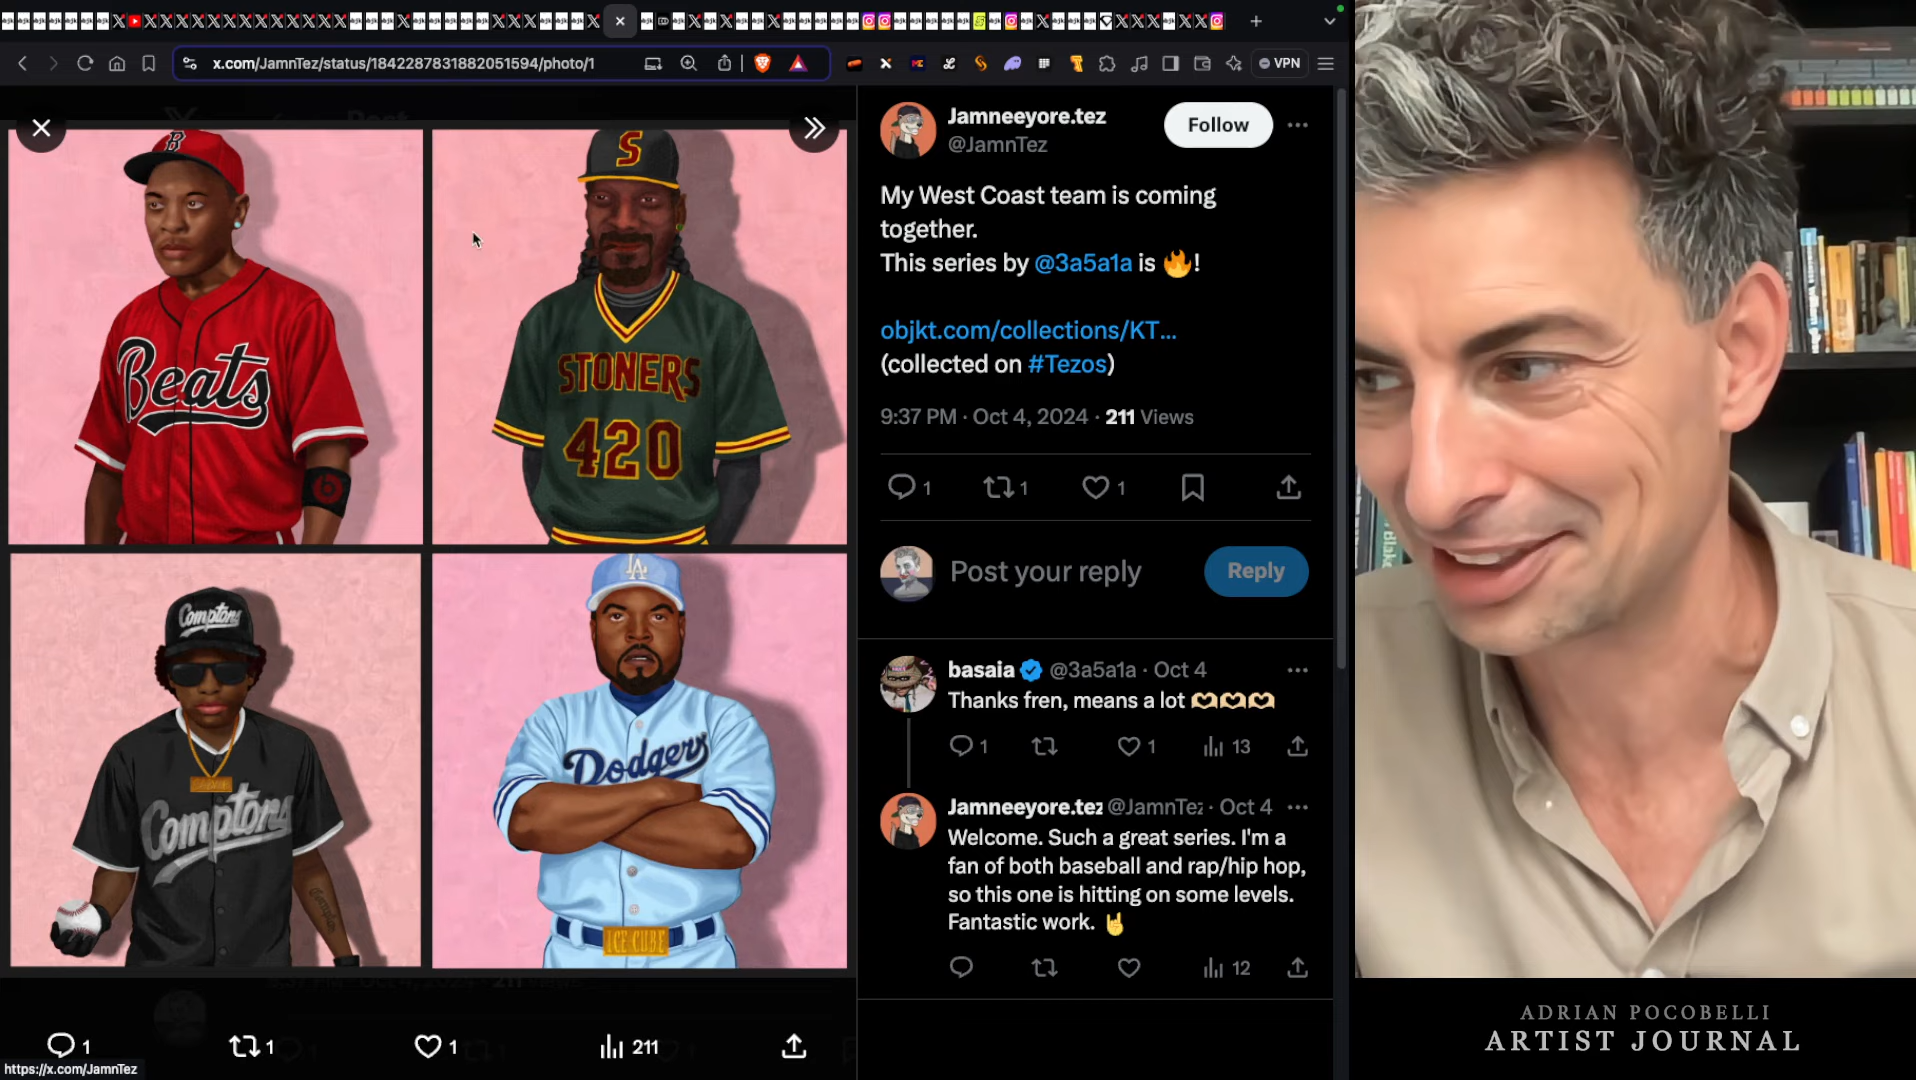 x.com/JamnTez/status/1842287831882051594/photo/1
VPN
Post
B
Beats
S
STONERS
420
Comptons
Comptons
LA
Dodgers
ICE CUBE
Jamneeyore.tez
@JamnTez
Follow
My West Coast team is coming
together.
This series by @3a5a1a is 🔥!
objkt.com/collections/KT...
(collected on #Tezos)
9:37 PM · Oct 4, 2024 · 211 Views
1
1
1
Post your reply
Reply
basaia @3a5a1a · Oct 4
Thanks fren, means a lot 🫶🫶🫶
1
1
13
Jamneeyore.tez @JamnTez · Oct 4
Welcome. Such a great series. I'm a
fan of both baseball and rap/hip hop,
so this one is hitting on some levels.
Fantastic work. 🤘
12
1
1
1
211
https://x.com/JamnTez
ADRIAN POCOBELLI
ARTIST JOURNAL